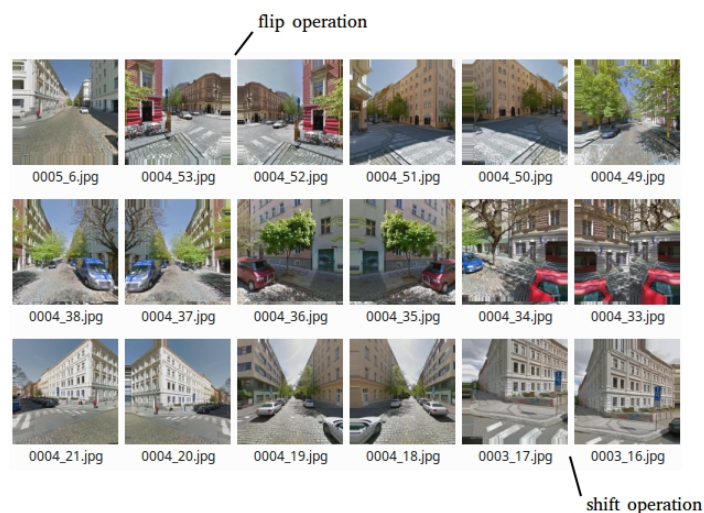 flip operation
0005_6.jpg 0004_53.jpg 0004_52.jpg 0004_51.jpg 0004_50.jpg 0004_49.jpg
0004_38.jpg 0004_37.jpg 0004_36.jpg 0004_35.jpg 0004_34.jpg 0004_33.jpg
0004_21.jpg 0004_20.jpg 0004_19.jpg 0004_18.jpg 0003_17.jpg 0003_16.jpg
shift operation